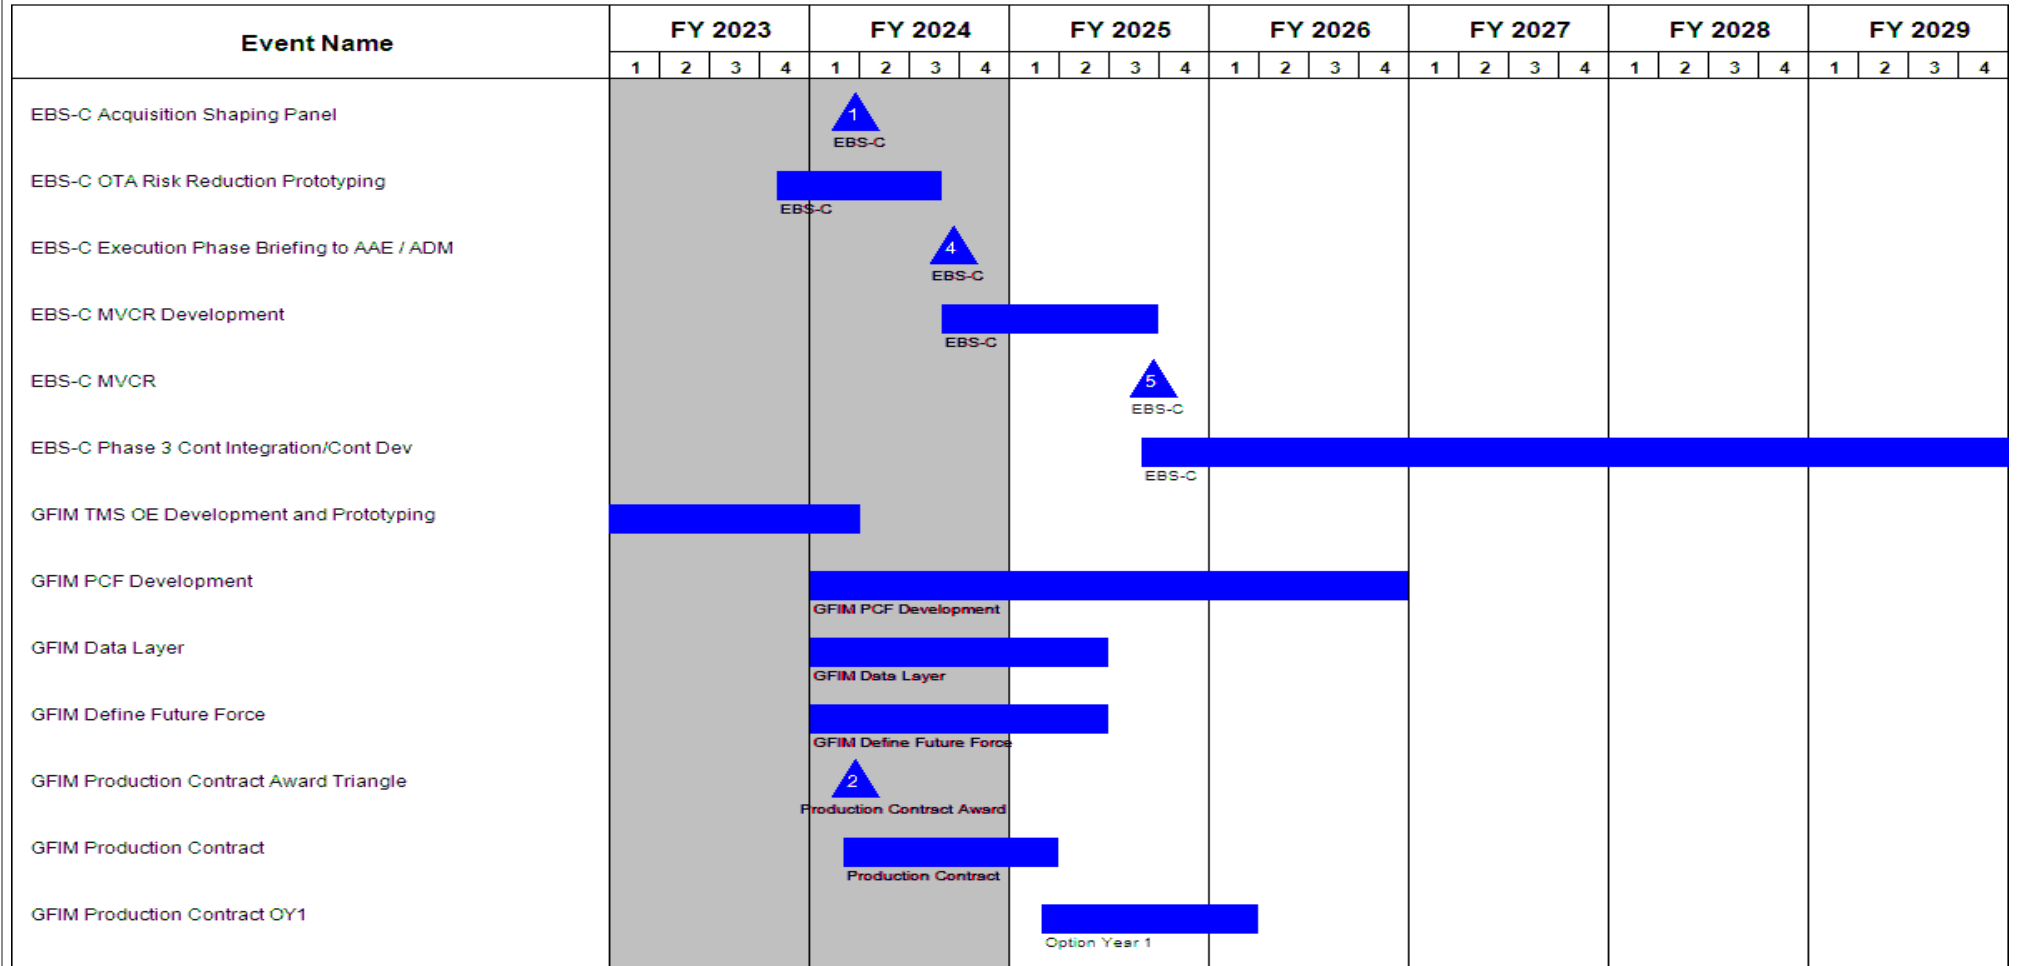 Event Name FY 2023 FY 2024 FY 2025 FY 2026 FY 2027 FY 2028 FY 2029
1 2 3 4 1 2 3 4 1 2 3 4 1 2 3 4 1 2 3 4 1 2 3 4 1 2 3 4
EBS-C Acquisition Shaping Panel 1
EBS-C
EBS-C OTA Risk Reduction Prototyping
EBS-C
EBS-C Execution Phase Briefing to AAE / ADM 4
EBS-C
EBS-C MVCR Development
EBS-C
EBS-C MVCR 5
EBS-C
EBS-C Phase 3 Cont Integration/Cont Dev
EBS-C
GFIM TMS OE Development and Prototyping
GFIM PCF Development
GFIM PCF Development
GFIM Data Layer
GFIM Data Layer
GFIM Define Future Force
GFIM Define Future Force
GFIM Production Contract Award Triangle 2
Production Contract Award
GFIM Production Contract
Production Contract
GFIM Production Contract OY1
Option Year 1